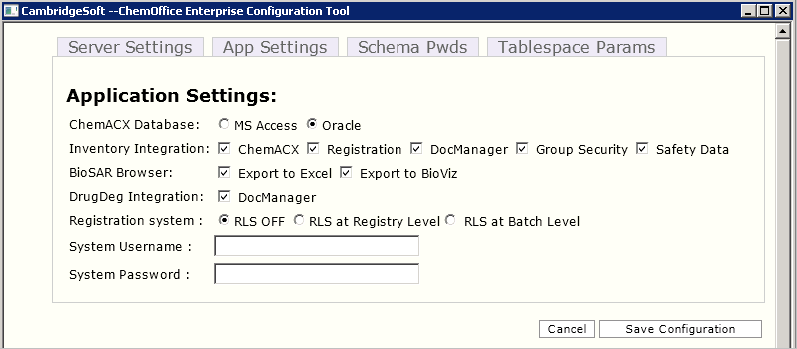 CambridgeSoft --ChemOffice Enterprise Configuration Tool
Server Settings App Settings Schema Pwds Tablespace Params
Application Settings:
ChemACX Database: MS Access Oracle
Inventory Integration: ChemACX Registration DocManager Group Security Safety Data
BioSAR Browser: Export to Excel Export to BioViz
DrugDeg Integration: DocManager
Registration system : RLS OFF RLS at Registry Level RLS at Batch Level
System Username :
System Password :
Cancel Save Configuration